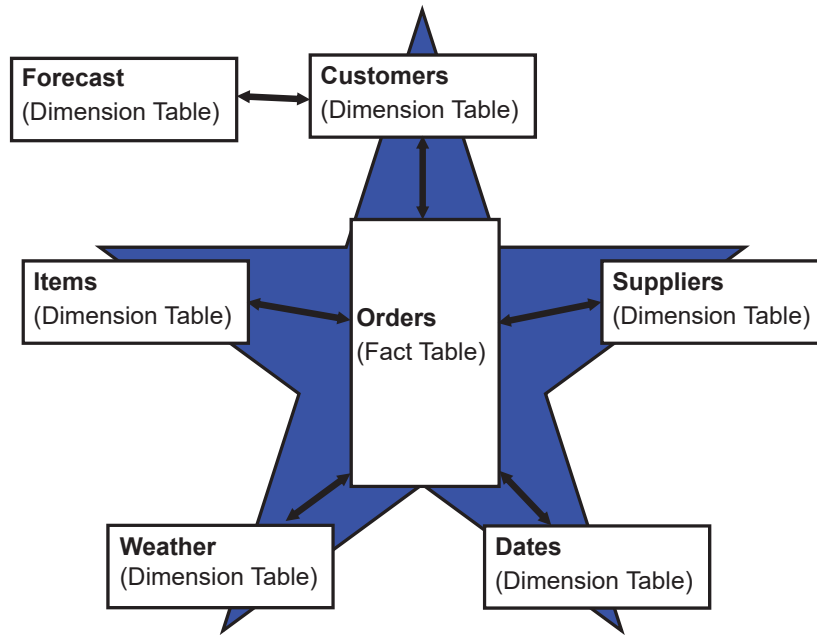 Forecast
(Dimension Table)
Customers
(Dimension Table)
Items
(Dimension Table)
Orders
(Fact Table)
Suppliers
(Dimension Table)
Weather
(Dimension Table)
Dates
(Dimension Table)